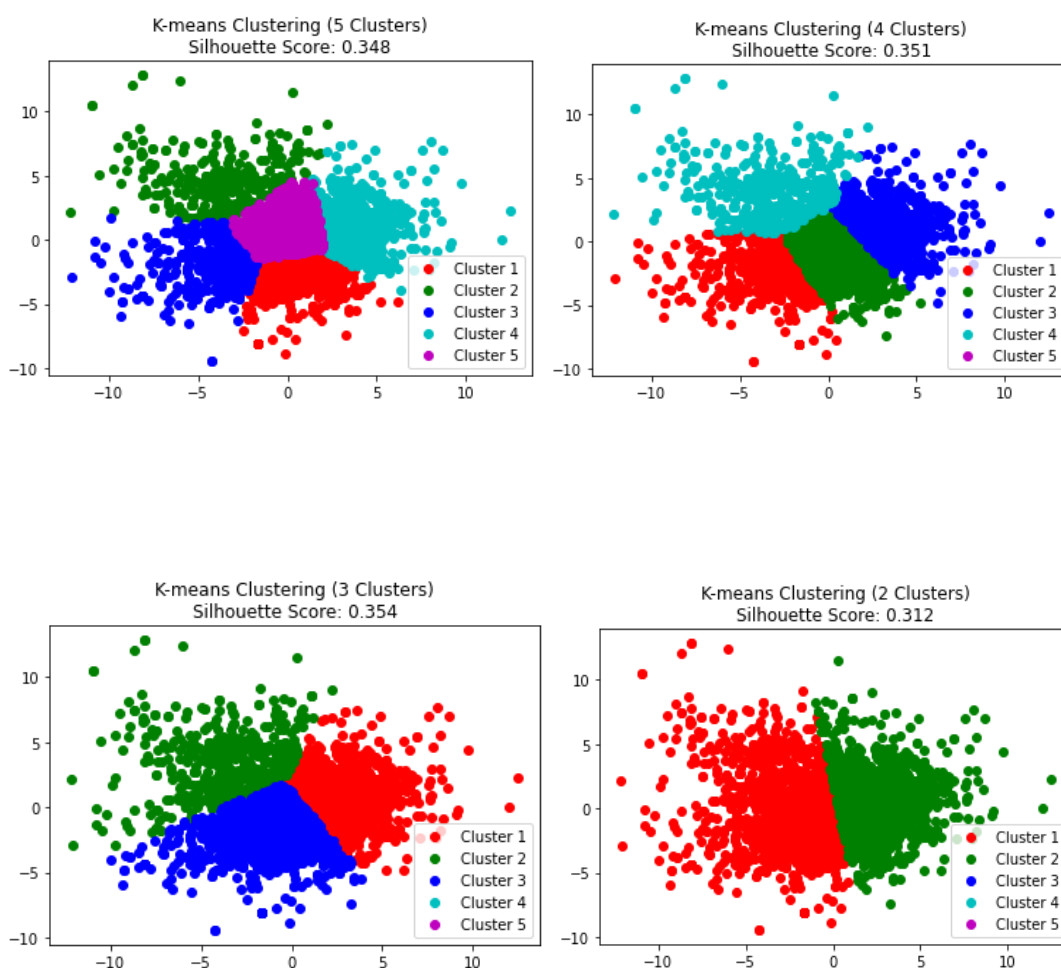 K-means Clustering (5 Clusters)
Silhouette Score: 0.348
10
5
0
−5
−10
−10
−5
0
5
10
Cluster 1
Cluster 2
Cluster 3
Cluster 4
Cluster 5
K-means Clustering (4 Clusters)
Silhouette Score: 0.351
10
5
0
−5
−10
−10
−5
0
5
10
Cluster 1
Cluster 2
Cluster 3
Cluster 4
Cluster 5
K-means Clustering (3 Clusters)
Silhouette Score: 0.354
10
5
0
−5
−10
−10
−5
0
5
10
Cluster 1
Cluster 2
Cluster 3
Cluster 4
Cluster 5
K-means Clustering (2 Clusters)
Silhouette Score: 0.312
10
5
0
−5
−10
−10
−5
0
5
10
Cluster 1
Cluster 2
Cluster 3
Cluster 4
Cluster 5